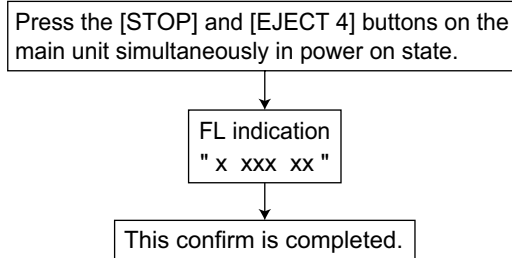 Press the [STOP] and [EJECT 4] buttons on the
main unit simultaneously in power on state.
FL indication
" x xxx xx "
This confirm is completed.